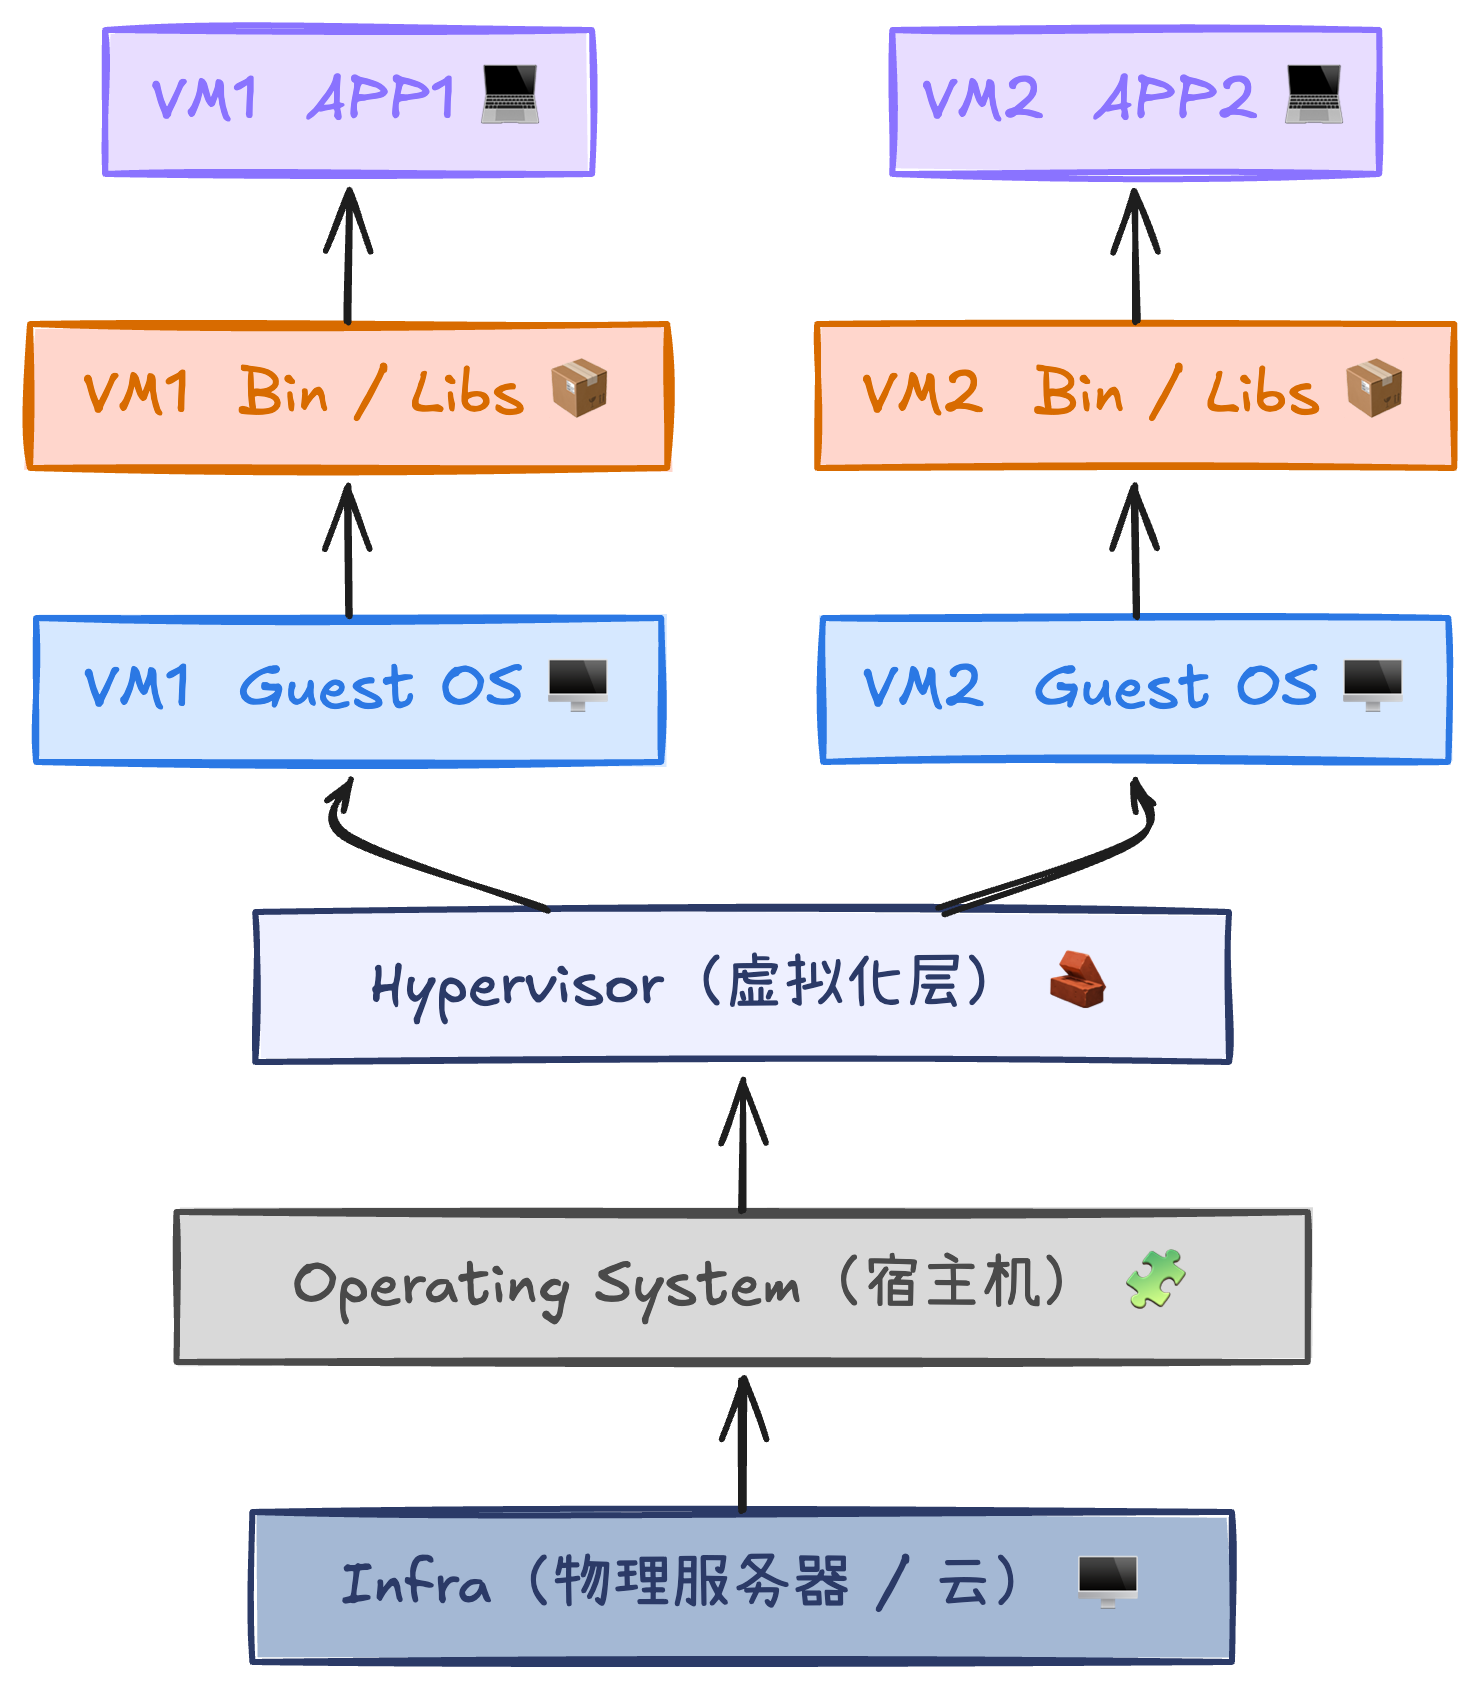 VM1 APP1
VM2 APP2
VM1 Bin / Libs
VM2 Bin / Libs
VM1 Guest OS
VM2 Guest OS
Hypervisor（虚拟化层）
Operating System（宿主机）
Infra（物理服务器 / 云）